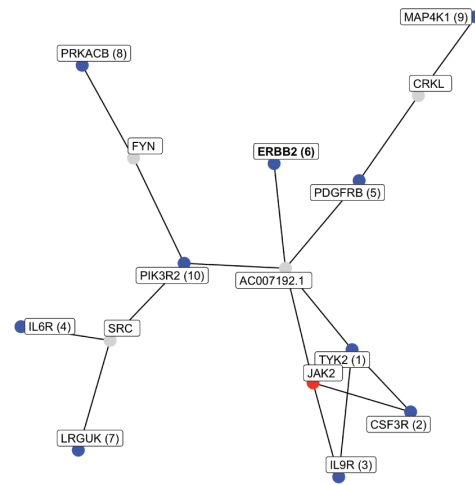 MAP4K1 (9)
PRKACB (8)
CRKL
FYN
ERBB2 (6)
PDGFRB (5)
PIK3R2 (10)
AC007192.1
IL6R (4)
SRC
TYK2 (1)
JAK2
CSF3R (2)
LRGUK (7)
IL9R (3)